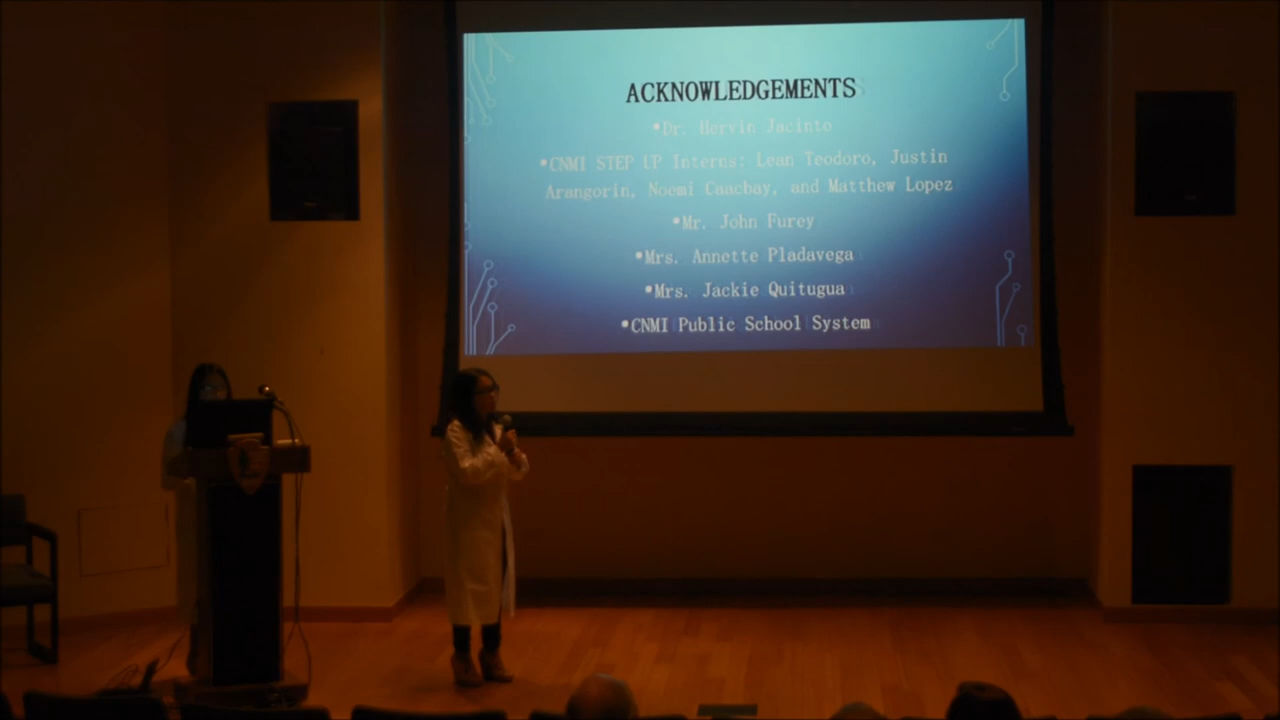 ACKNOWLEDGEMENTS
•Dr. Hervin Jacinto
•CNMI STEP UP Interns: Lean Teodoro, Justin
Arangorin, Noemi Caacbay, and Matthew Lopez
•Mr. John Furey
•Mrs. Annette Pladavega
•Mrs. Jackie Quitugua
•CNMI Public School System